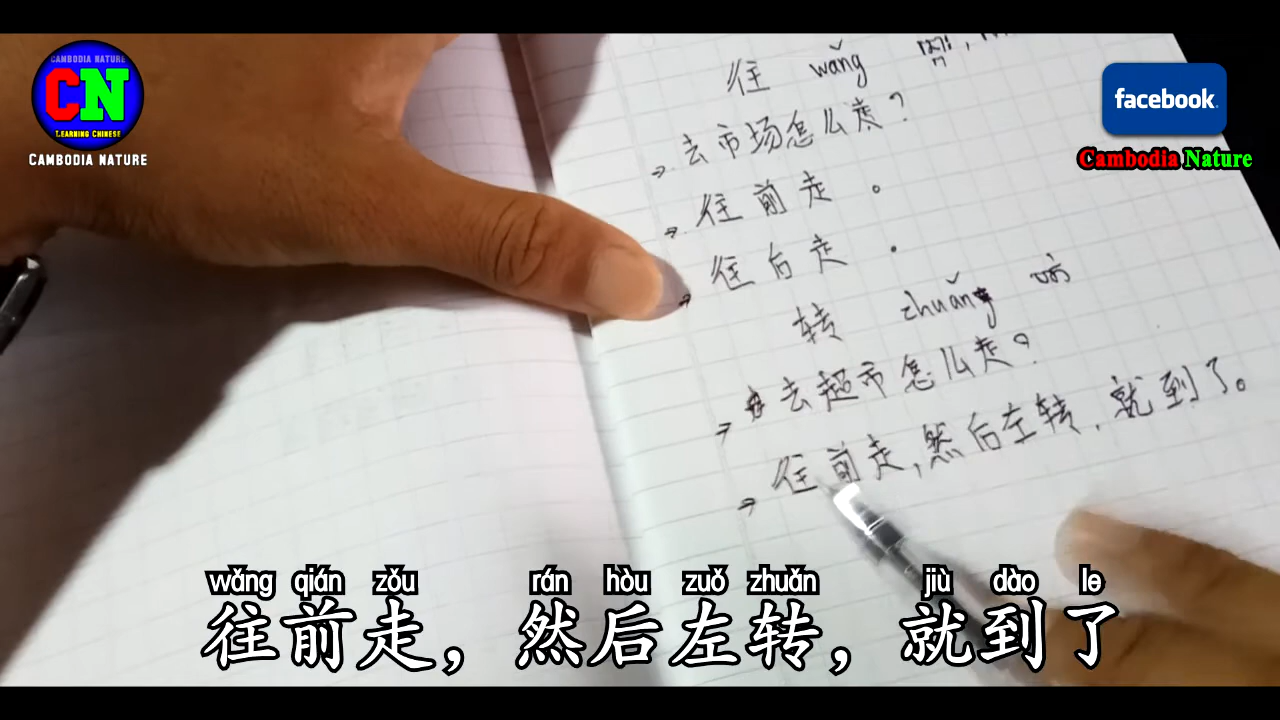 CAMBODIA NATURE
CN
LEARNING CHINESE
CAMBODIA NATURE
facebook
Cambodia Nature
往 wǎng
去市场怎么走？
往前走。
往后走.
转 zhuǎn
去超市怎么走？
往前走，然后左转，就到了。
wǎng qián zǒu rán hòu zuǒ zhuǎn jiù dào le
往前走，然后左转，就到了